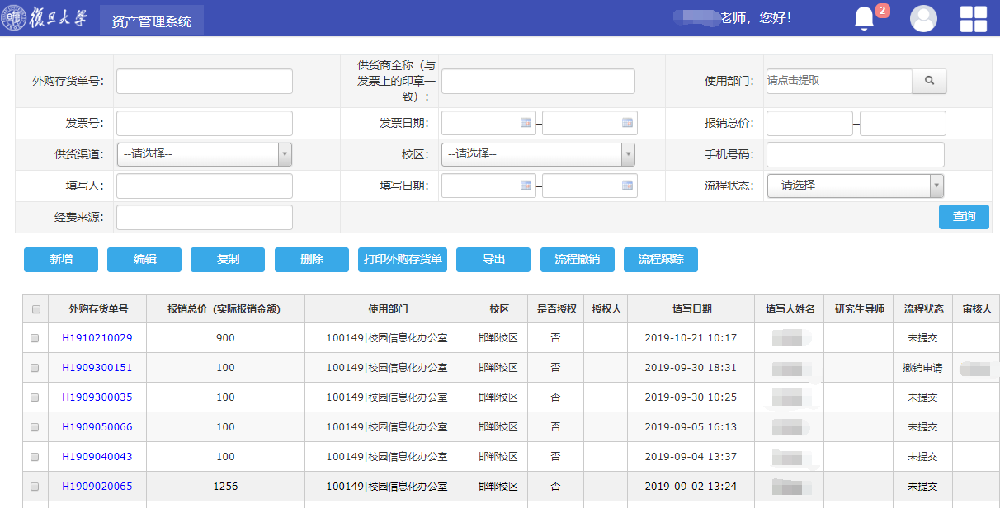 復旦大學 资产管理系统 老师，您好！ 2
外购存货单号： 供货商全称（与发票上的印章一致）： 使用部门： 请点击提取
发票号： 发票日期： – 报销总价： –
供货渠道： --请选择-- 校区： --请选择-- 手机号码：
填写人： 填写日期： – 流程状态： --请选择--
经费来源： 查询
新增 编辑 复制 删除 打印外购存货单 导出 流程撤销 流程跟踪
外购存货单号 报销总价（实际报销金额） 使用部门 校区 是否授权 授权人 填写日期 填写人姓名 研究生导师 流程状态 审核人
H1910210029 900 100149|校园信息化办公室 邯郸校区 否 2019-10-21 10:17 未提交
H1909300151 100 100149|校园信息化办公室 邯郸校区 否 2019-09-30 18:31 撤销申请
H1909300035 100 100149|校园信息化办公室 邯郸校区 否 2019-09-30 10:25 未提交
H1909050066 100 100149|校园信息化办公室 邯郸校区 否 2019-09-05 16:13 未提交
H1909040043 100 100149|校园信息化办公室 邯郸校区 否 2019-09-04 13:37 未提交
H1909020065 1256 100149|校园信息化办公室 邯郸校区 否 2019-09-02 13:24 未提交